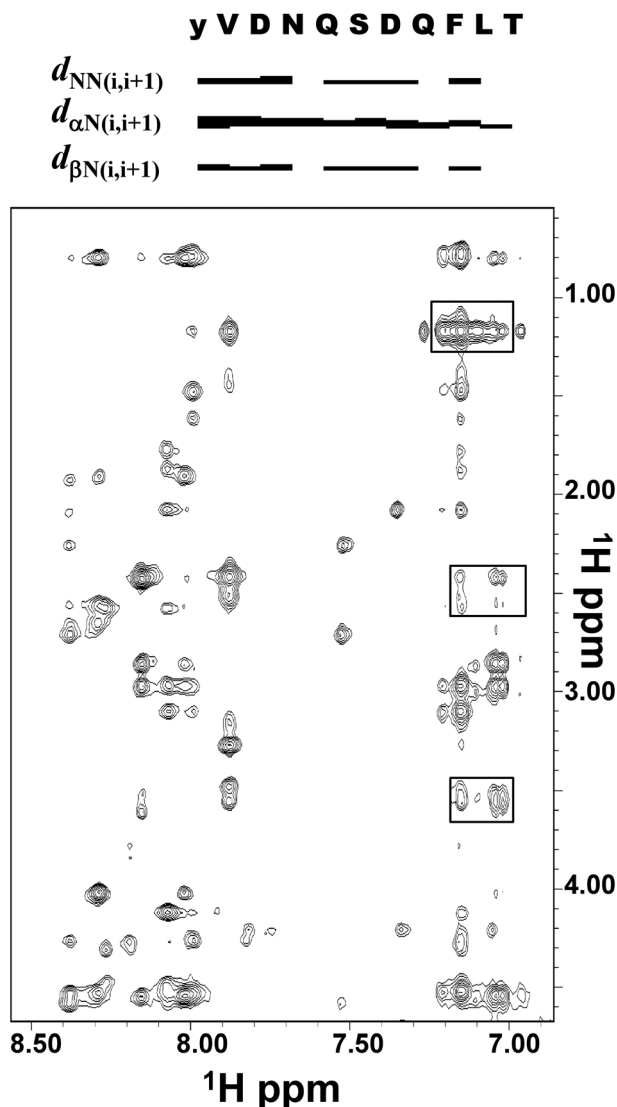 y V D N Q S D Q F L T
dNN(i,i+1)
dαN(i,i+1)
dβN(i,i+1)
1.00
2.00
3.00
4.00
¹H ppm
8.50 8.00 7.50 7.00
¹H ppm